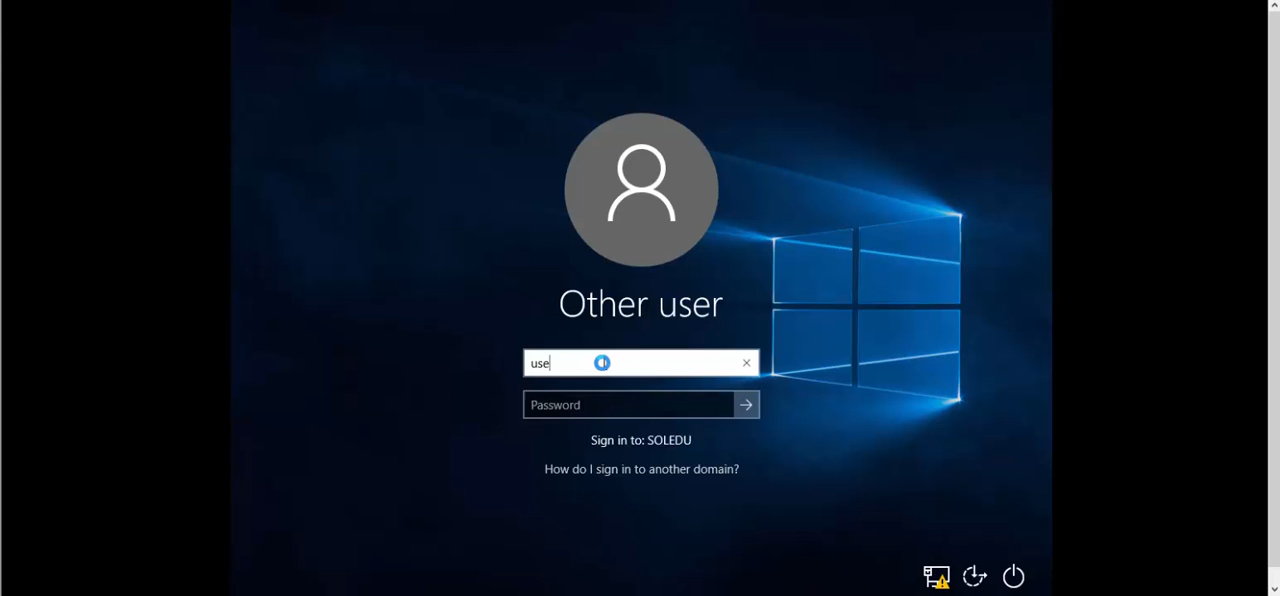 Other user
use
Password
Sign in to: SOLEDU
How do I sign in to another domain?